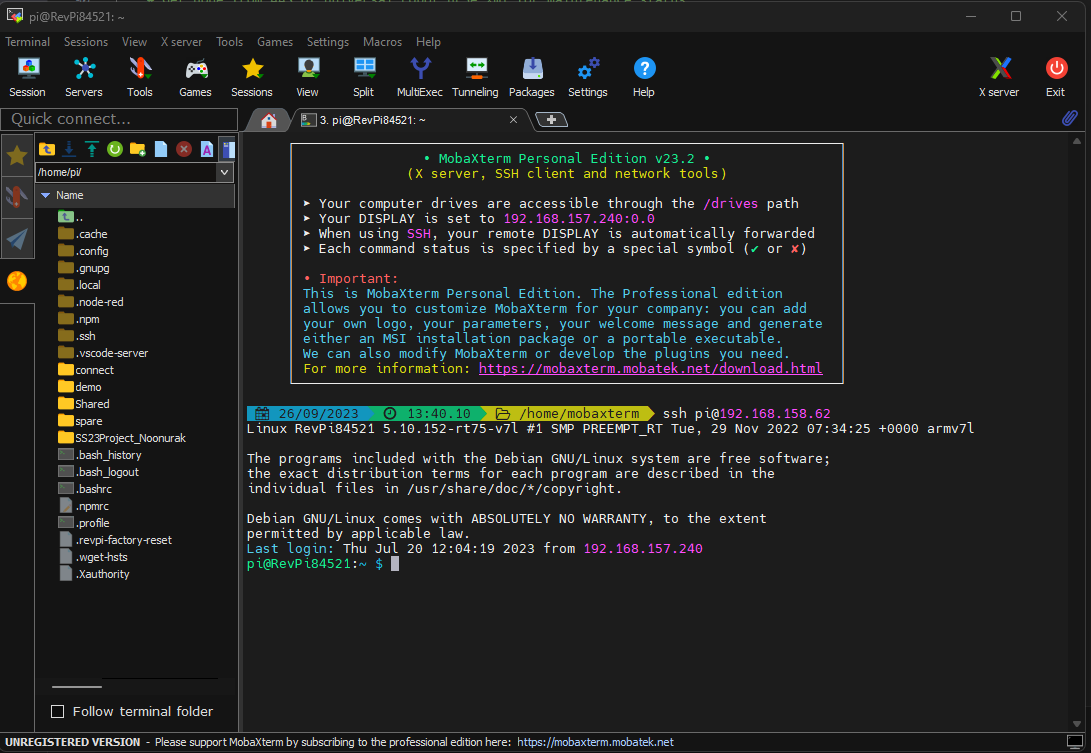 pi@RevPi84521: ~
Terminal Sessions View X server Tools Games Settings Macros Help
Session Servers Tools Games Sessions View Split MultiExec Tunneling Packages Settings Help X server Exit
Quick connect...
3. pi@RevPi84521: ~
/home/pi/
Name
..
.cache
.config
.gnupg
.local
.node-red
.npm
.ssh
.vscode-server
connect
demo
Shared
spare
SS23Project_Noonurak
.bash_history
.bash_logout
.bashrc
.npmrc
.profile
.revpi-factory-reset
.wget-hsts
.Xauthority
Follow terminal folder
• MobaXterm Personal Edition v23.2 •
(X server, SSH client and network tools)
➤ Your computer drives are accessible through the /drives path
➤ Your DISPLAY is set to 192.168.157.240:0.0
➤ When using SSH, your remote DISPLAY is automatically forwarded
➤ Each command status is specified by a special symbol (✔ or ✘)
• Important:
This is MobaXterm Personal Edition. The Professional edition
allows you to customize MobaXterm for your company: you can add
your own logo, your parameters, your welcome message and generate
either an MSI installation package or a portable executable.
We can also modify MobaXterm or develop the plugins you need.
For more information: https://mobaxterm.mobatek.net/download.html
26/09/2023 13:40.10 /home/mobaxterm ssh pi@192.168.158.62
Linux RevPi84521 5.10.152-rt75-v7l #1 SMP PREEMPT_RT Tue, 29 Nov 2022 07:34:25 +0000 armv7l
The programs included with the Debian GNU/Linux system are free software;
the exact distribution terms for each program are described in the
individual files in /usr/share/doc/*/copyright.
Debian GNU/Linux comes with ABSOLUTELY NO WARRANTY, to the extent
permitted by applicable law.
Last login: Thu Jul 20 12:04:19 2023 from 192.168.157.240
pi@RevPi84521:~ $
UNREGISTERED VERSION - Please support MobaXterm by subscribing to the professional edition here: https://mobaxterm.mobatek.net